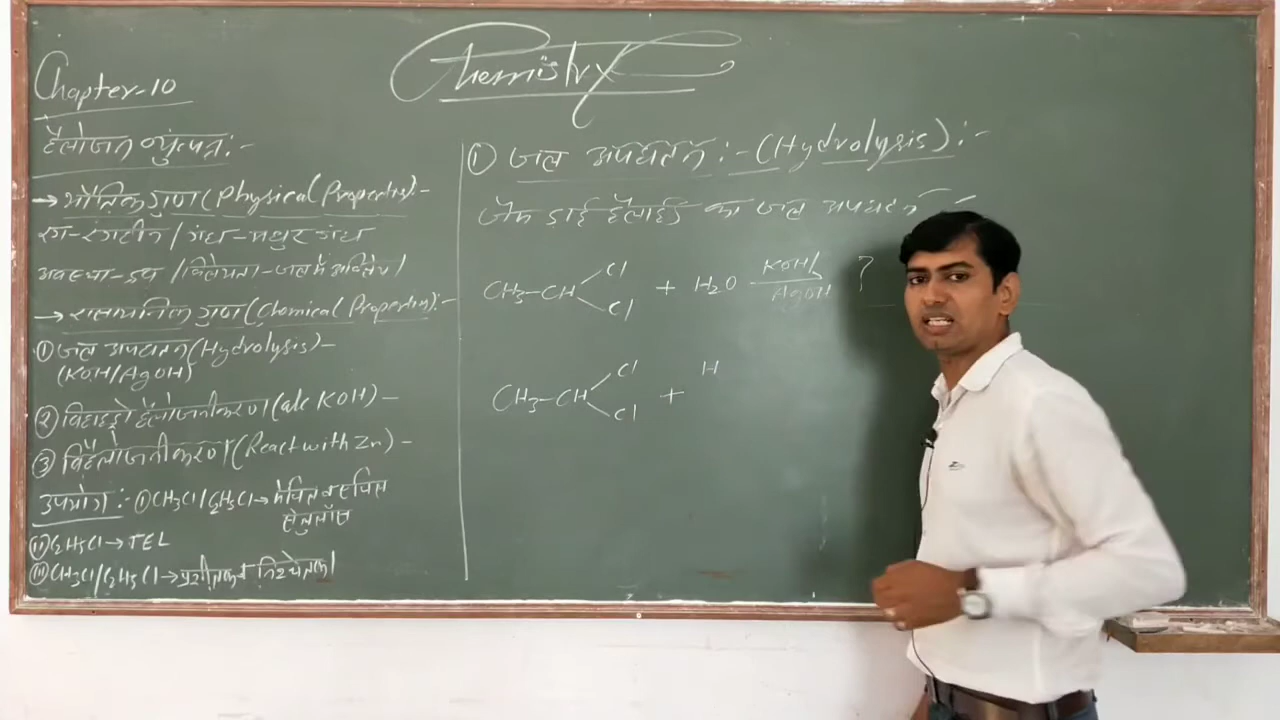 Chemistry
Chapter-10
हैलोजन व्युत्पन्न:-
→ भौतिक गुण (Physical Properties):-
रंग-रंगहीन / गंध-मधुर गंध
अवस्था-द्रव / विलेयता-जल में अविलेय /
→ रासायनिक गुण (Chemical Properties):-
① जल अपघटन (Hydrolysis)-
(KOH/AgOH)
② विहाइड्रो हैलोजनीकरण (alc KOH)-
③ विहैलोजनीकरण (React with Zn)-
उपयोग:- ① CH3Cl/C2H5Cl→ मेथिल व एथिल
सेलुलॉस
(ii) C2H5Cl→TEL
(iii) CH3Cl/C2H5Cl→ प्रशीतक व निश्चेतक /
① जल अपघटन:-(Hydrolysis):-
जैम डाई हैलाईड का जल अपघटन
Cl
CH3-CH + H2O KOH/ AgOH ?
Cl
Cl H
CH3-CH +
Cl